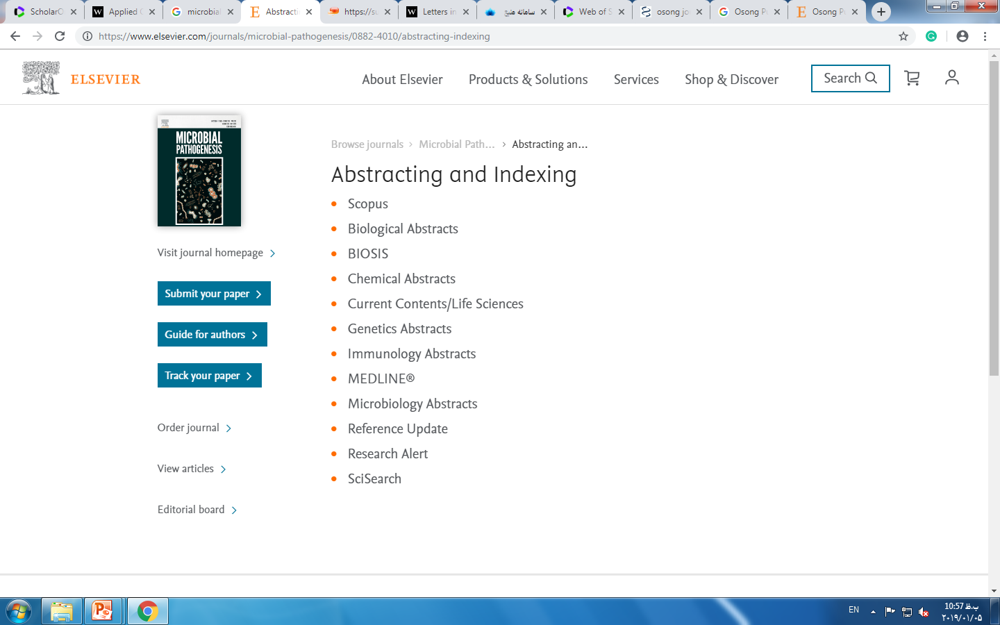 ScholarO
Applied C
microbial
Abstracti
https://su
Letters in
سامانه منبع
Web of S
osong jo
Osong P
Osong P
https://www.elsevier.com/journals/microbial-pathogenesis/0882-4010/abstracting-indexing
ELSEVIER
About Elsevier
Products & Solutions
Services
Shop & Discover
Search
MICROBIAL
PATHOGENESIS
Browse journals > Microbial Path... > Abstracting an...
Abstracting and Indexing
Scopus
Biological Abstracts
BIOSIS
Chemical Abstracts
Current Contents/Life Sciences
Genetics Abstracts
Immunology Abstracts
MEDLINE®
Microbiology Abstracts
Reference Update
Research Alert
SciSearch
Visit journal homepage
Submit your paper
Guide for authors
Track your paper
Order journal
View articles
Editorial board
EN
10:57 ب.ظ
۲۰۱۹/۰۱/۰۵